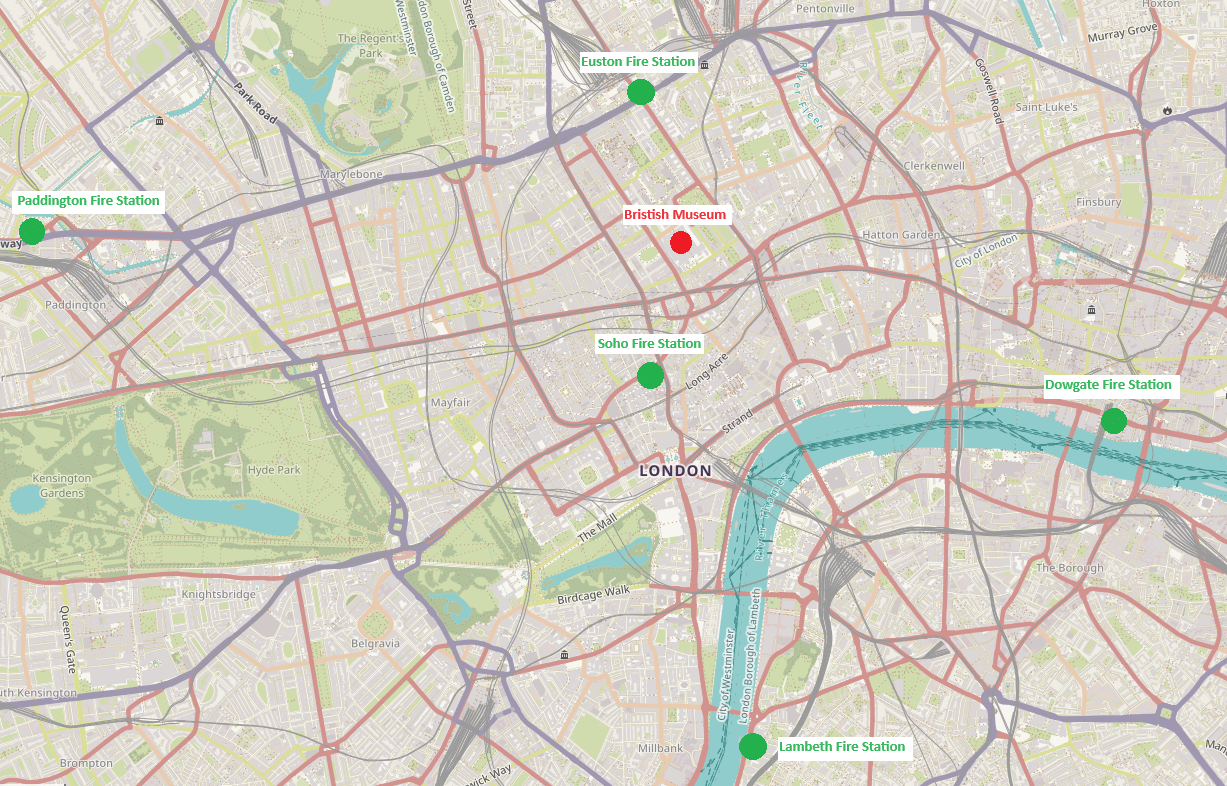 Pentonville
Hoxton
Street
Westminster
London Borough of Camden
Murray Grove
The Regent's
Park
Euston Fire Station
River Fleet
Goswell Road
Park Road
Saint Luke's
Clerkenwell
Marylebone
Paddington Fire Station
Finsbury
Bristish Museum
way
Hatton Garden
City of London
Paddington
Soho Fire Station
Long Acre
Dowgate Fire Station
Mayfair
Strand
Hyde Park
LONDON
Kensington
Gardens
River Thames
The Mall
The Borough
Knightsbridge
Birdcage Walk
Queen's Gate
Belgravia
City of Westminster
London Borough of Lambeth
uth Kensington
Millbank
Lambeth Fire Station
Man
Brompton
wick Way